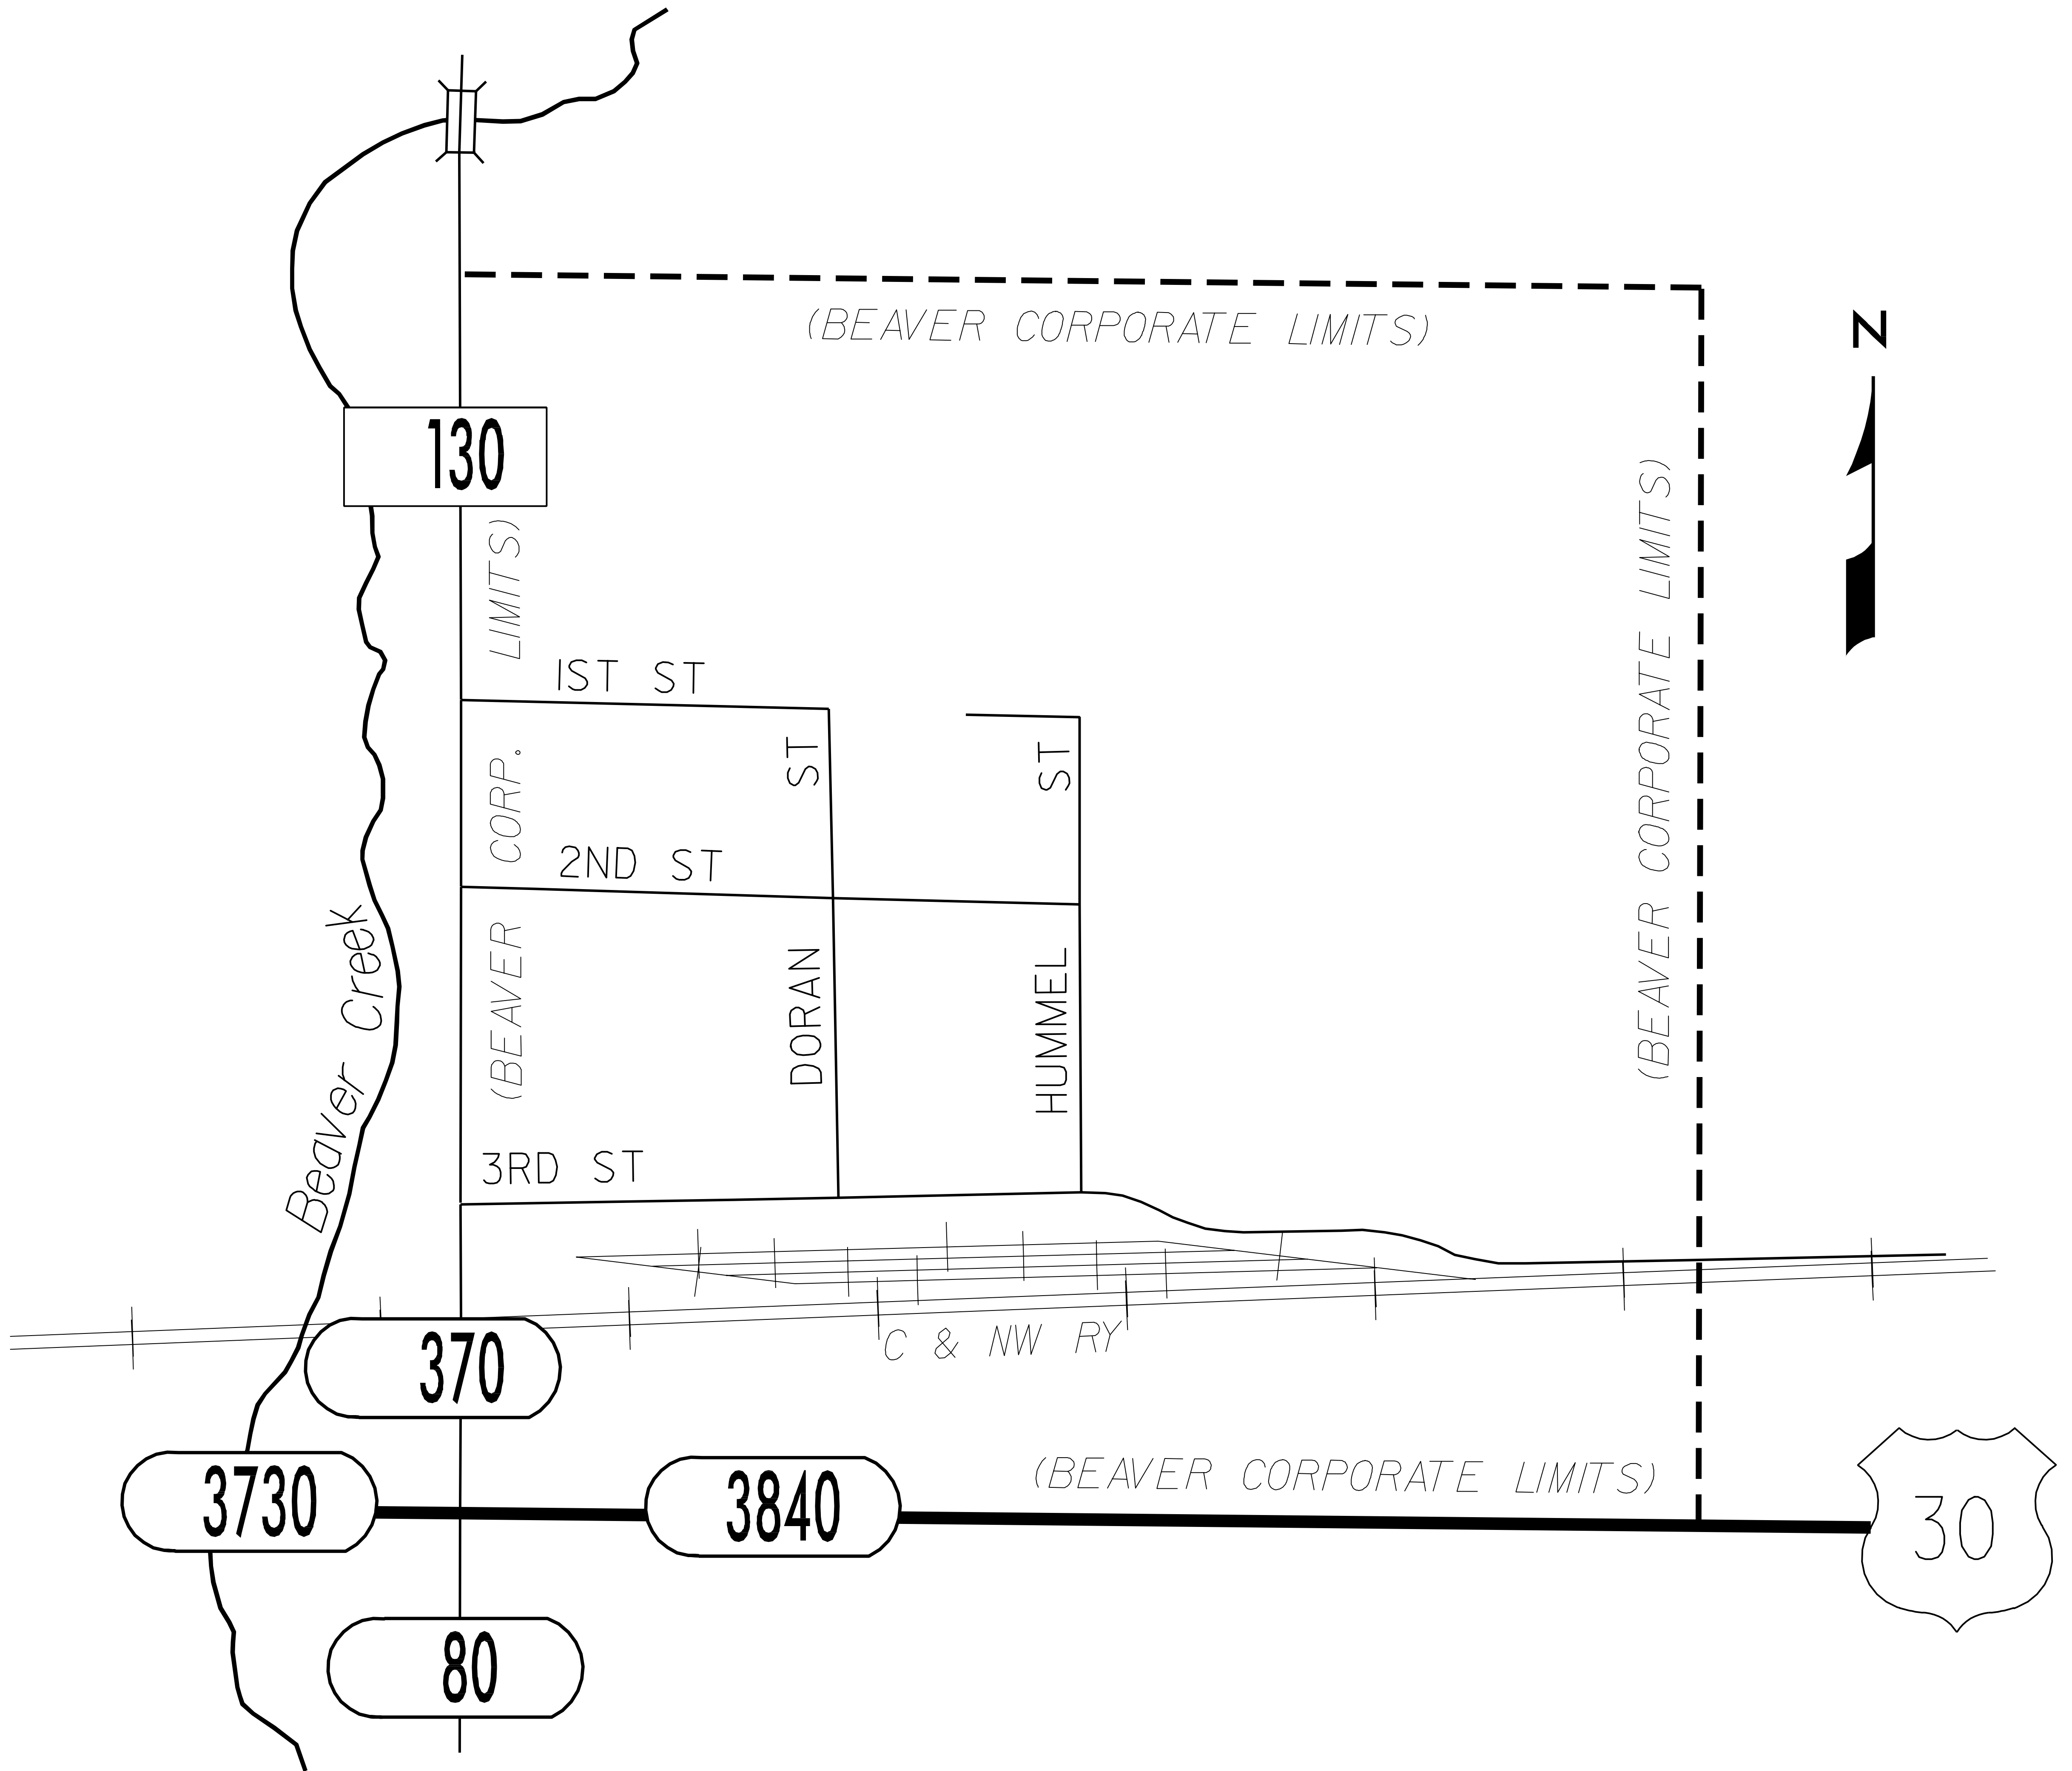 (BEAVER CORPORATE LIMITS)
N
130
(BEAVER CORP. LIMITS)
(BEAVER CORPORATE LIMITS)
1ST ST
2ND ST
3RD ST
DORAN ST
HUMMEL ST
Beaver Creek
C & NW RY
370
3730
3840
(BEAVER CORPORATE LIMITS)
30
80